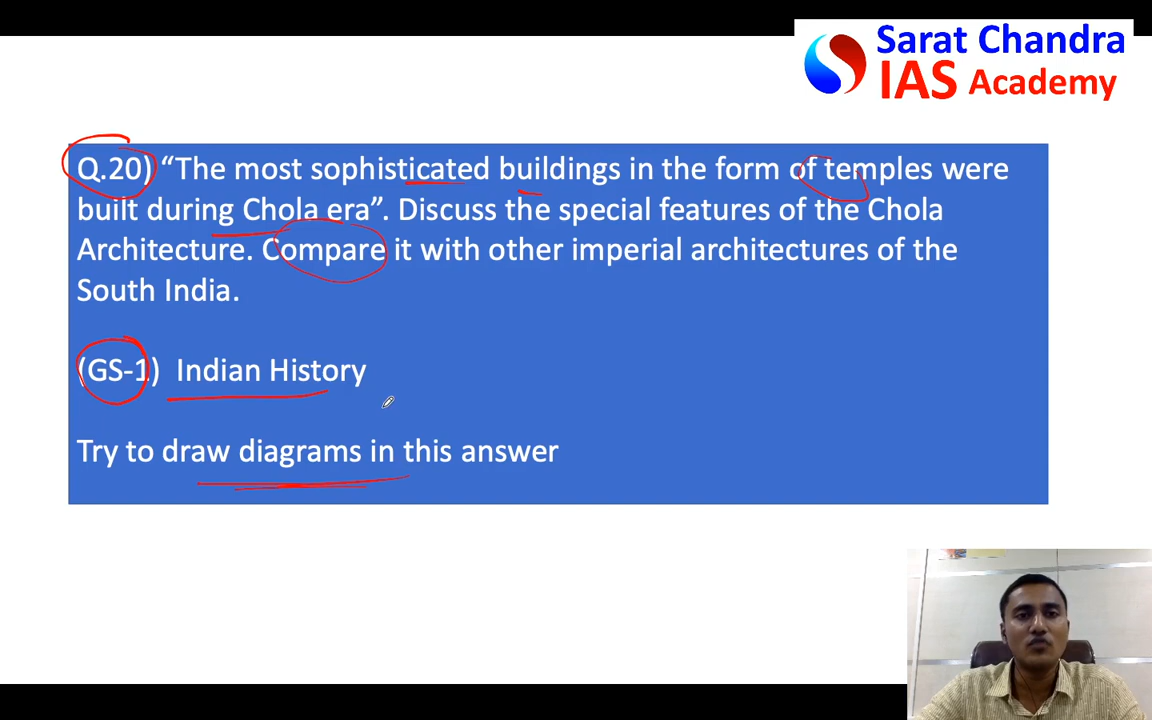 Sarat Chandra
IAS Academy
Q.20) “The most sophisticated buildings in the form of temples were
built during Chola era”. Discuss the special features of the Chola
Architecture. Compare it with other imperial architectures of the
South India.
(GS-1) Indian History
Try to draw diagrams in this answer